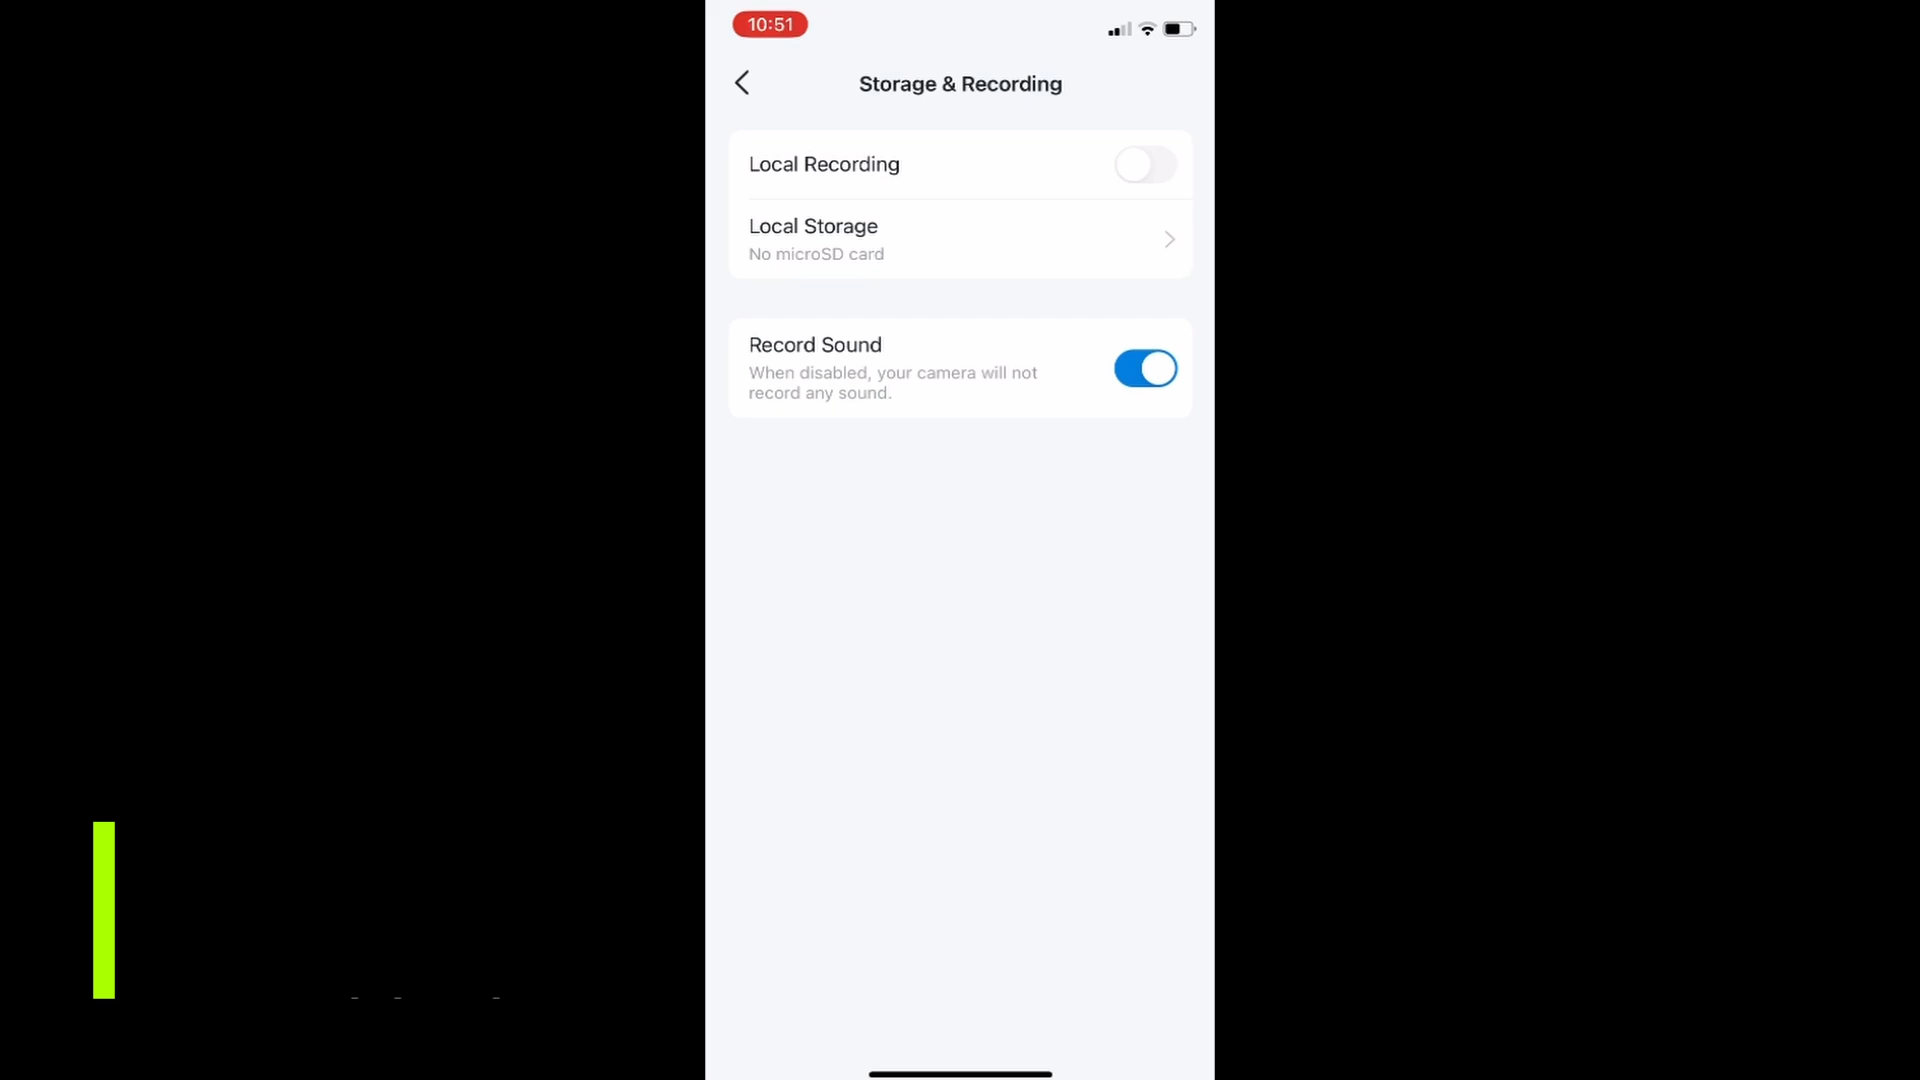 10:51
Storage & Recording
Local Recording
Local Storage
No microSD card
Record Sound
When disabled, your camera will not
record any sound.